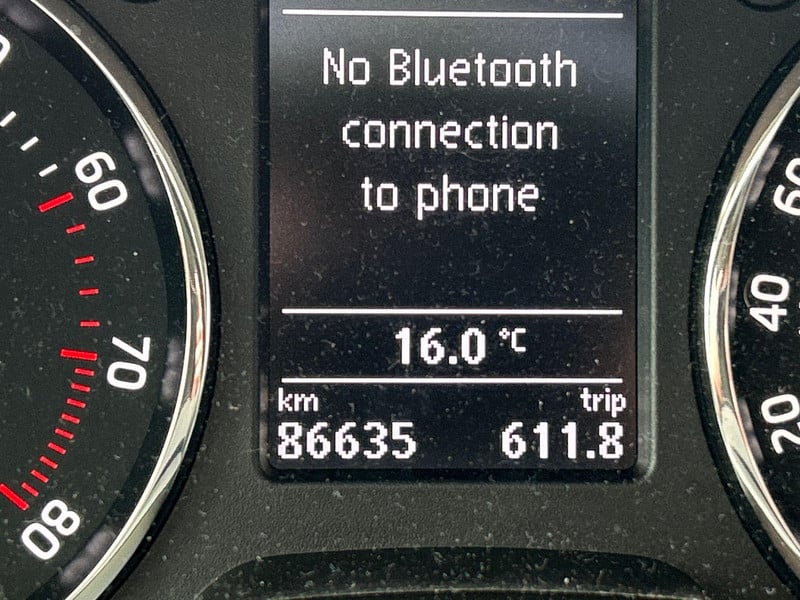 No Bluetooth
connection
to phone
16.0 °C
km trip
86635 611.8
60
70
80
60
40
20